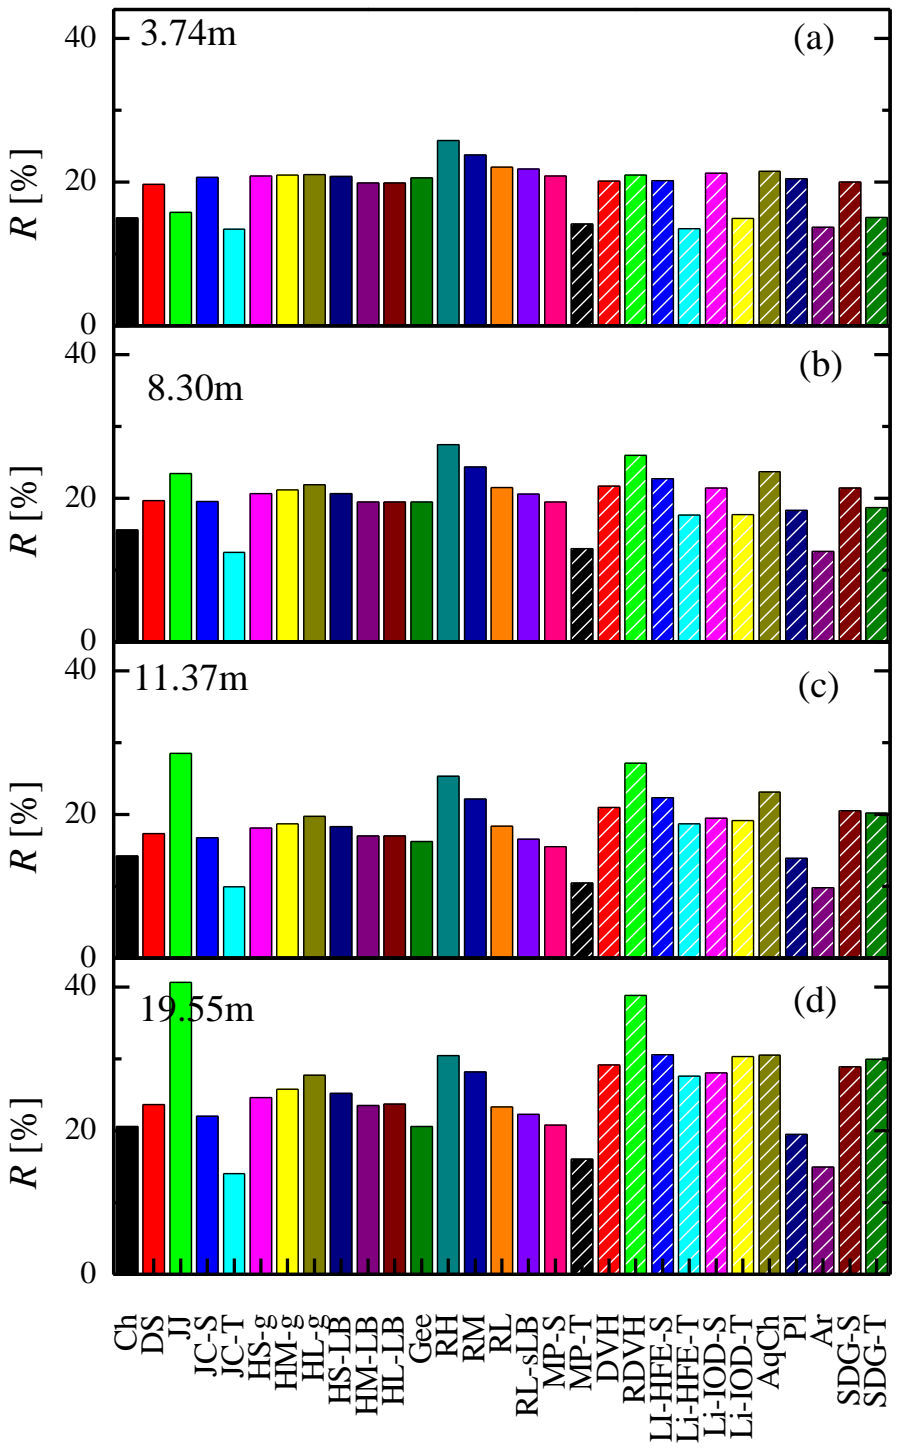 40
3.74m
(a)
20
R [%]
0
40
8.30m
(b)
20
R [%]
0
40
11.37m
(c)
20
R [%]
0
40
19.55m
(d)
20
R [%]
0
Ch
DS
JJ
JC-S
JC-T
HS-g
HM-g
HL-g
HS-LB
HM-LB
HL-LB
Gee
RH
RM
RL
RL-sLB
MP-S
MP-T
DVH
RDVH
LI-HFE-S
Li-HFE-T
Li-IOD-S
Li-IOD-T
AqCh
Pl
Ar
SDG-S
SDG-T